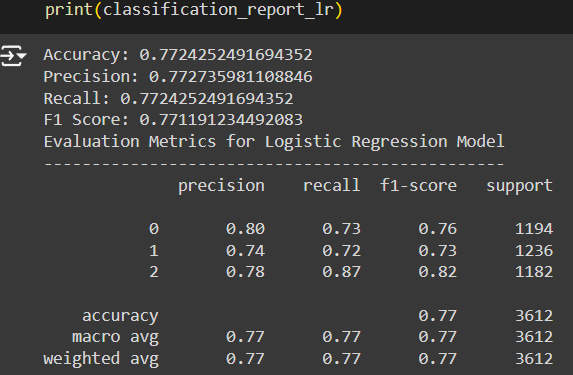 print(classification_report_lr)
Accuracy: 0.7724252491694352
Precision: 0.772735981108846
Recall: 0.7724252491694352
F1 Score: 0.771191234492083
Evaluation Metrics for Logistic Regression Model
------------------------------------------------
precision recall f1-score support
0 0.80 0.73 0.76 1194
1 0.74 0.72 0.73 1236
2 0.78 0.87 0.82 1182
accuracy 0.77 3612
macro avg 0.77 0.77 0.77 3612
weighted avg 0.77 0.77 0.77 3612